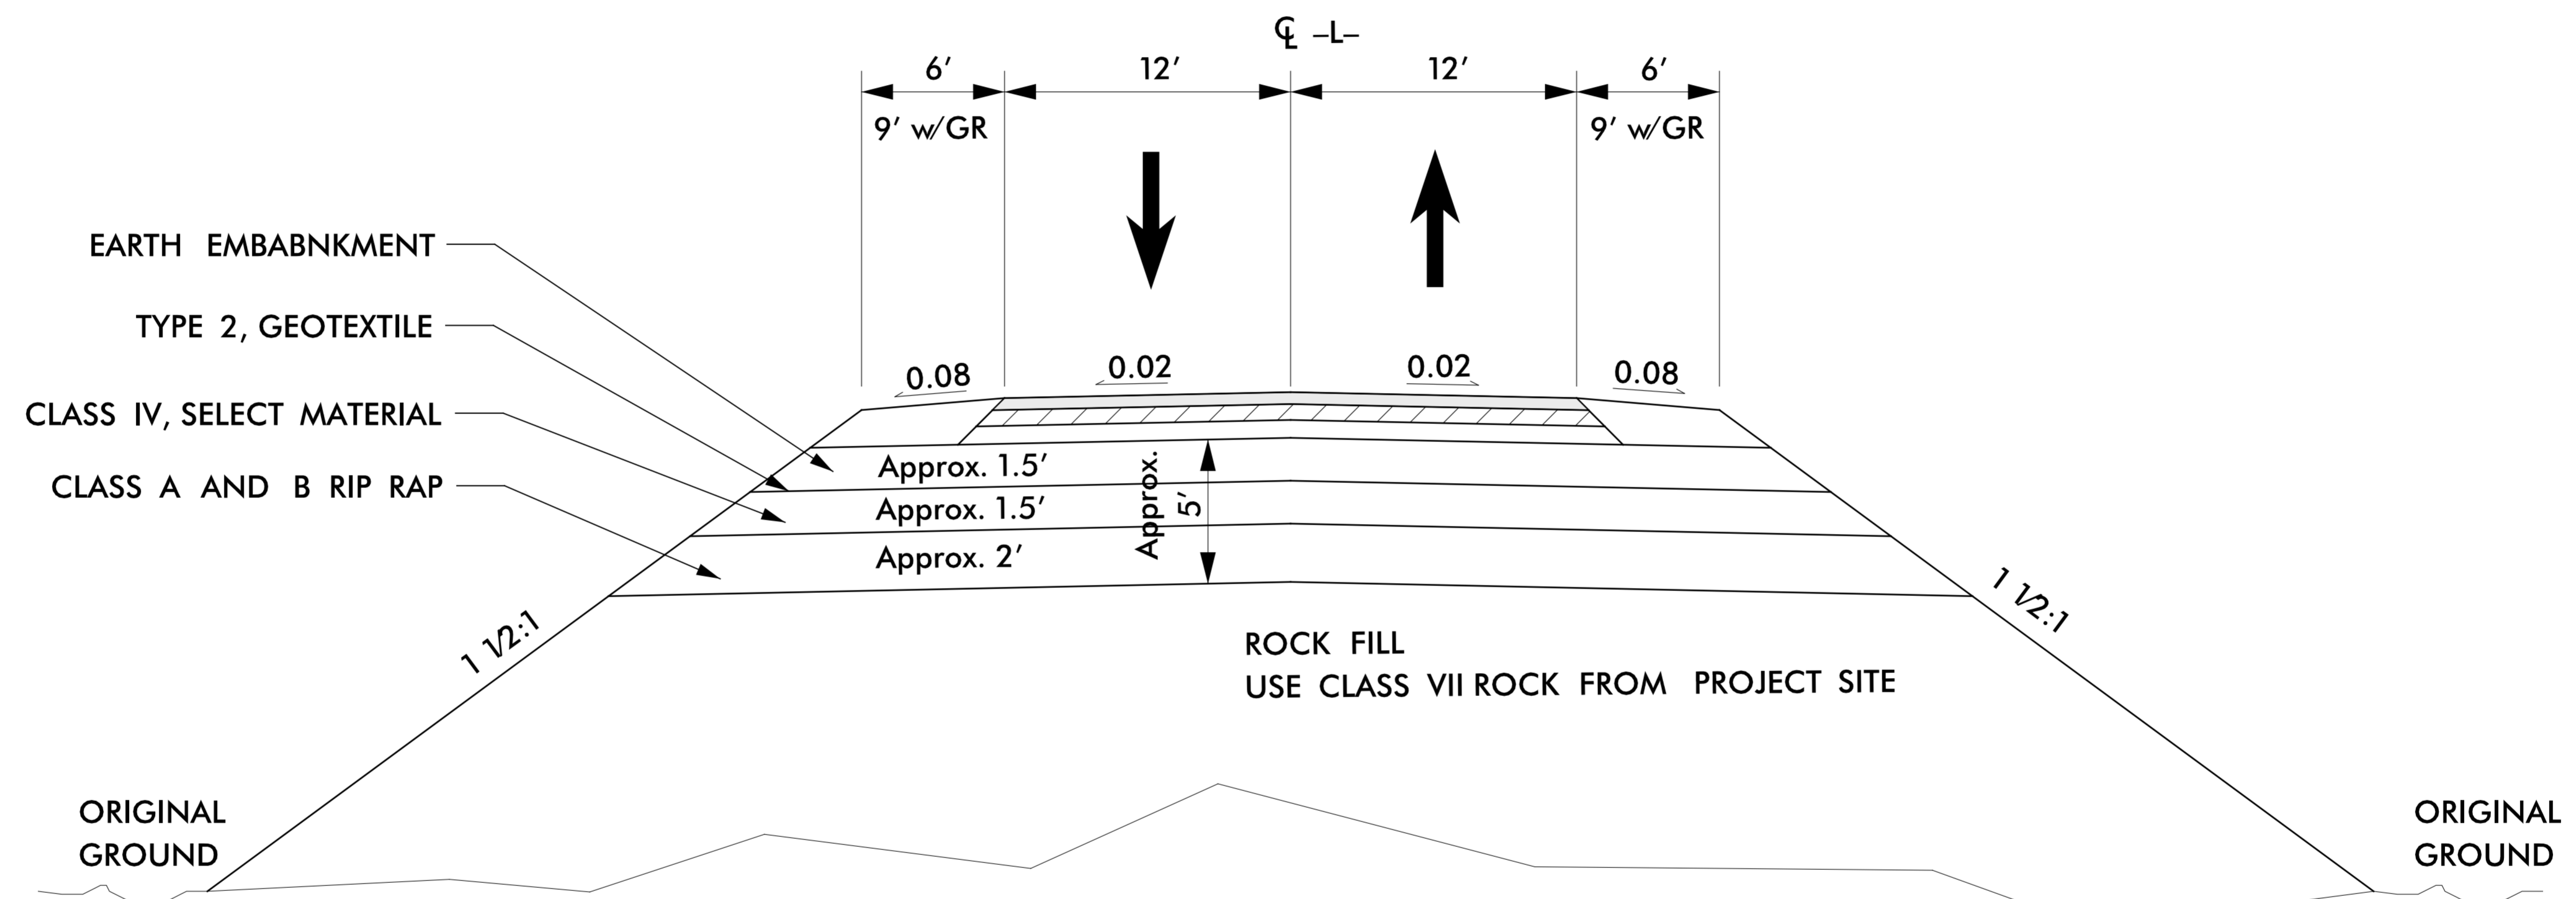 ℄ –L–
6′ 12′ 12′ 6′
9′ w/GR 9′ w/GR
EARTH EMBABNKMENT
TYPE 2, GEOTEXTILE
CLASS IV, SELECT MATERIAL
CLASS A AND B RIP RAP
0.08 0.02 0.02 0.08
Approx. 1.5′
Approx. 1.5′
Approx. 2′
Approx.
5′
1 1/2:1
1 1/2:1
ROCK FILL
USE CLASS VII ROCK FROM PROJECT SITE
ORIGINAL
GROUND
ORIGINAL
GROUND